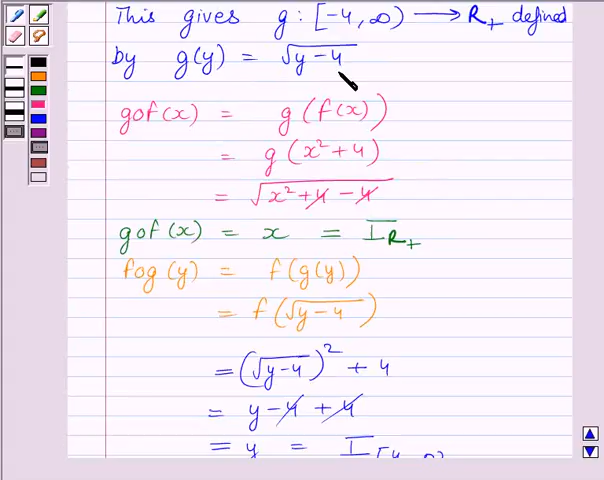 This gives g : [-4, ∞) → R₊ defined
by g(y) = √(y-4)
gof(x) = g(f(x))
= g(x²+4)
= √(x²+4-4)
gof(x) = x = I_R₊
fog(y) = f(g(y))
= f(√(y-4))
= (√(y-4))² + 4
= y-4+4
= y = I